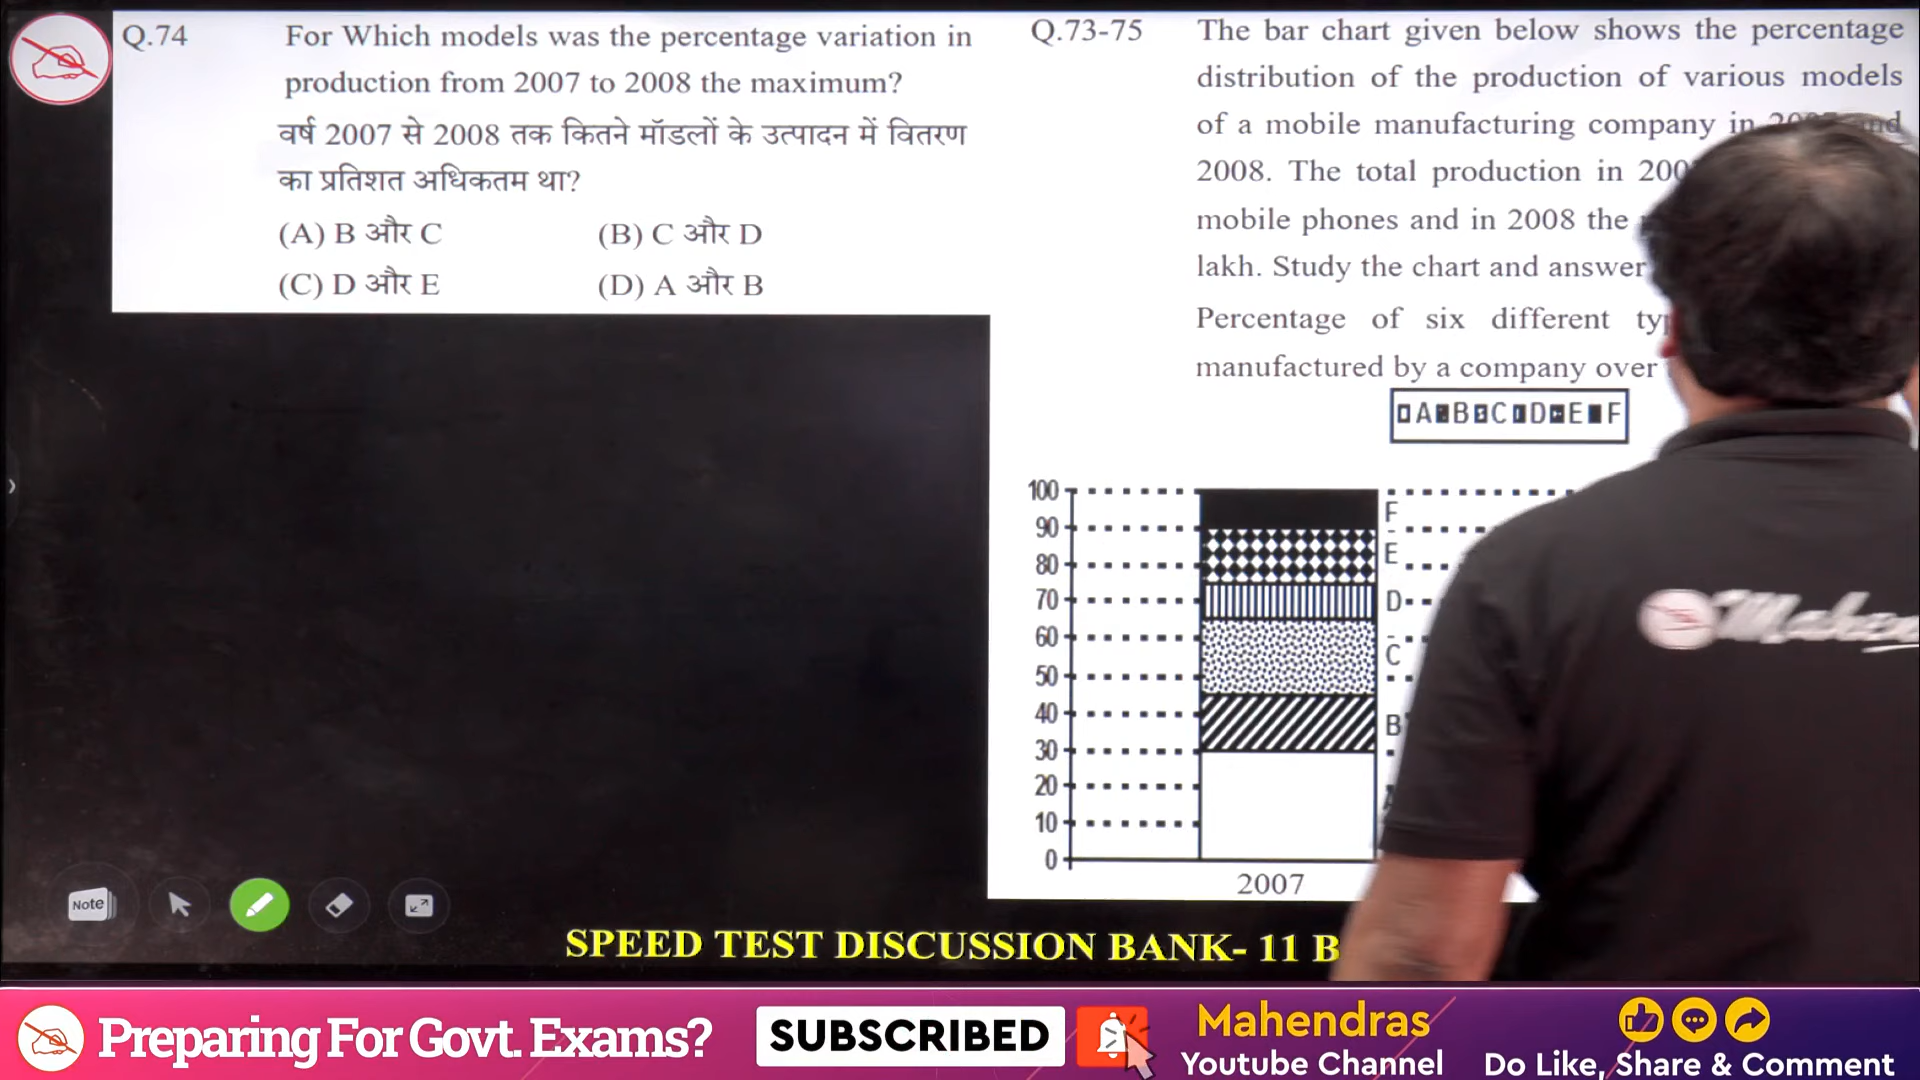 Q.74
For Which models was the percentage variation in
production from 2007 to 2008 the maximum?
वर्ष 2007 से 2008 तक कितने मॉडलों के उत्पादन में वितरण
का प्रतिशत अधिकतम था?
(A) B और C
(B) C और D
(C) D और E
(D) A और B
Q.73-75
The bar chart given below shows the percentage
distribution of the production of various models
of a mobile manufacturing company in
2008. The total production in
mobile phones and in 2008 the
lakh. Study the chart and answer
Percentage of six different
manufactured by a company over
A B C D E F
100
90
80
70
60
50
40
30
20
10
0
F
E
D
C
B
2007
Note
SPEED TEST DISCUSSION BANK- 11 B
Preparing For Govt. Exams?
SUBSCRIBED
Mahendras
Youtube Channel
Do Like, Share & Comment